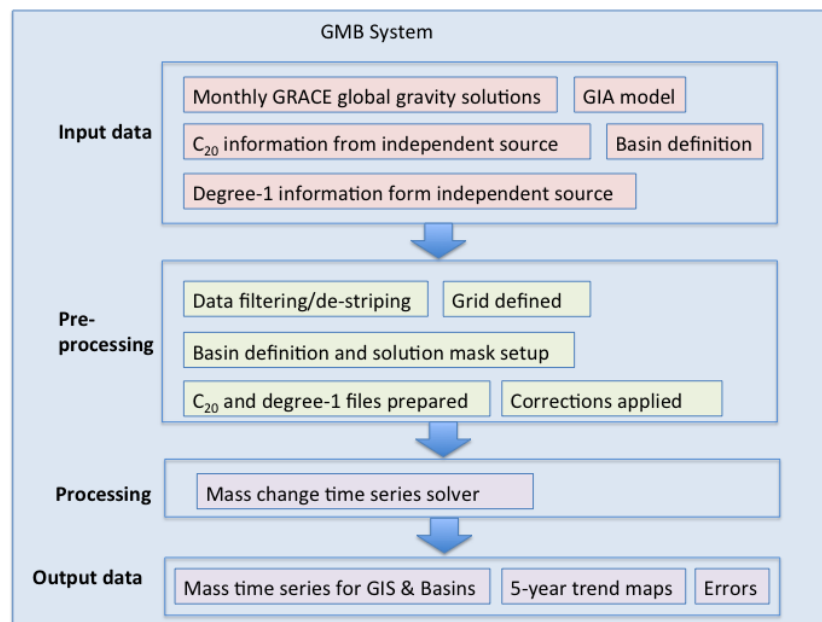 GMB System
Input data
Monthly GRACE global gravity solutions
GIA model
C₂₀ information from independent source
Basin definition
Degree-1 information form independent source
Pre-
processing
Data filtering/de-striping
Grid defined
Basin definition and solution mask setup
C₂₀ and degree-1 files prepared
Corrections applied
Processing
Mass change time series solver
Output data
Mass time series for GIS & Basins
5-year trend maps
Errors